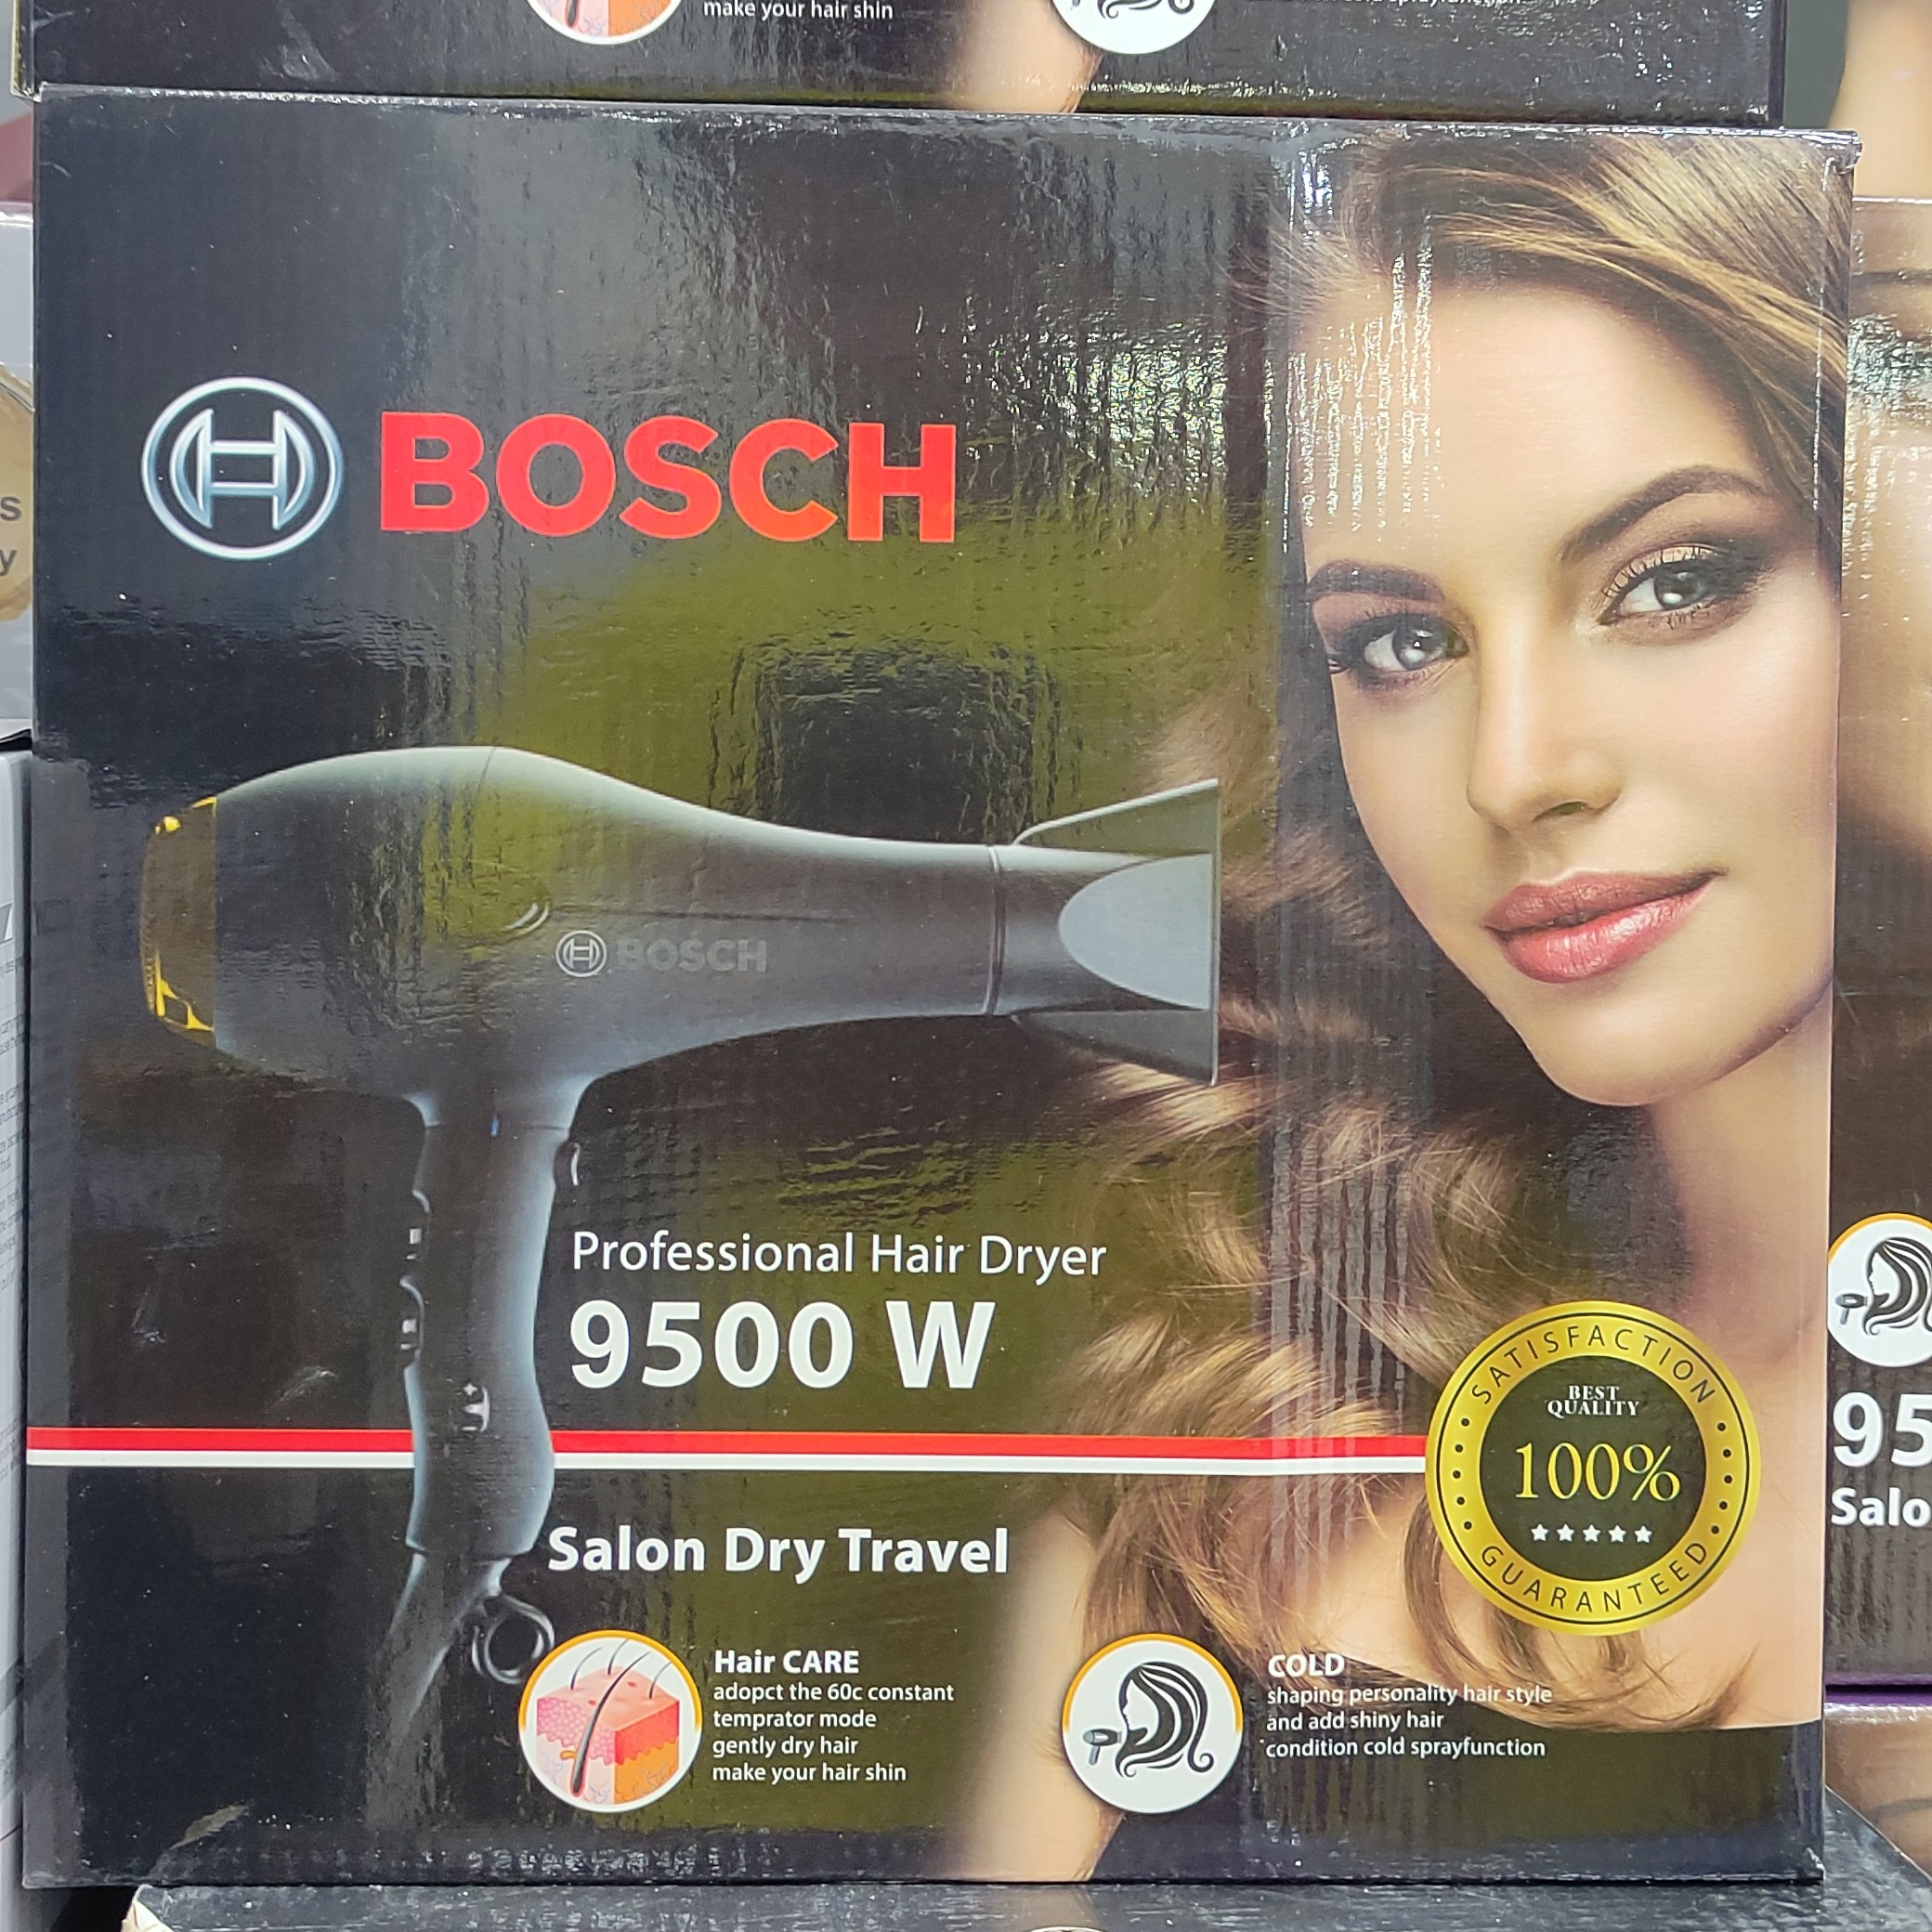 make your hair shin
BOSCH
BOSCH
Professional Hair Dryer
9500 W
SATISFACTION
BEST
QUALITY
100%
GUARANTEED
Salon Dry Travel
Hair CARE
adopct the 60c constant
temprator mode
gently dry hair
make your hair shin
COLD
shaping personality hair style
and add shiny hair
condition cold sprayfunction
95
Salo
s
y